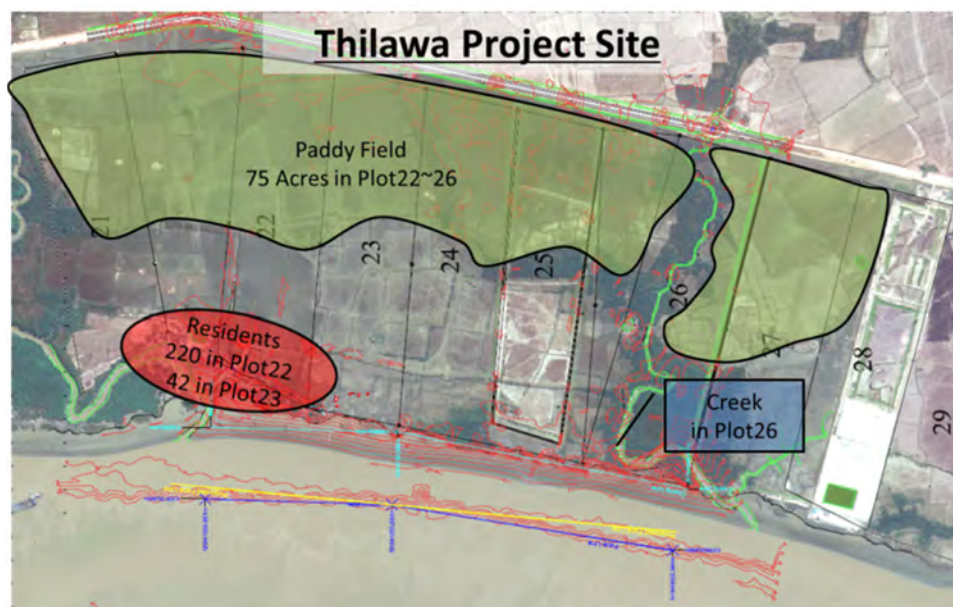 Thilawa Project Site
Paddy Field
75 Acres in Plot22~26
21
22
23
24
25
26
27
28
29
Residents
220 in Plot22
42 in Plot23
Creek
in Plot26